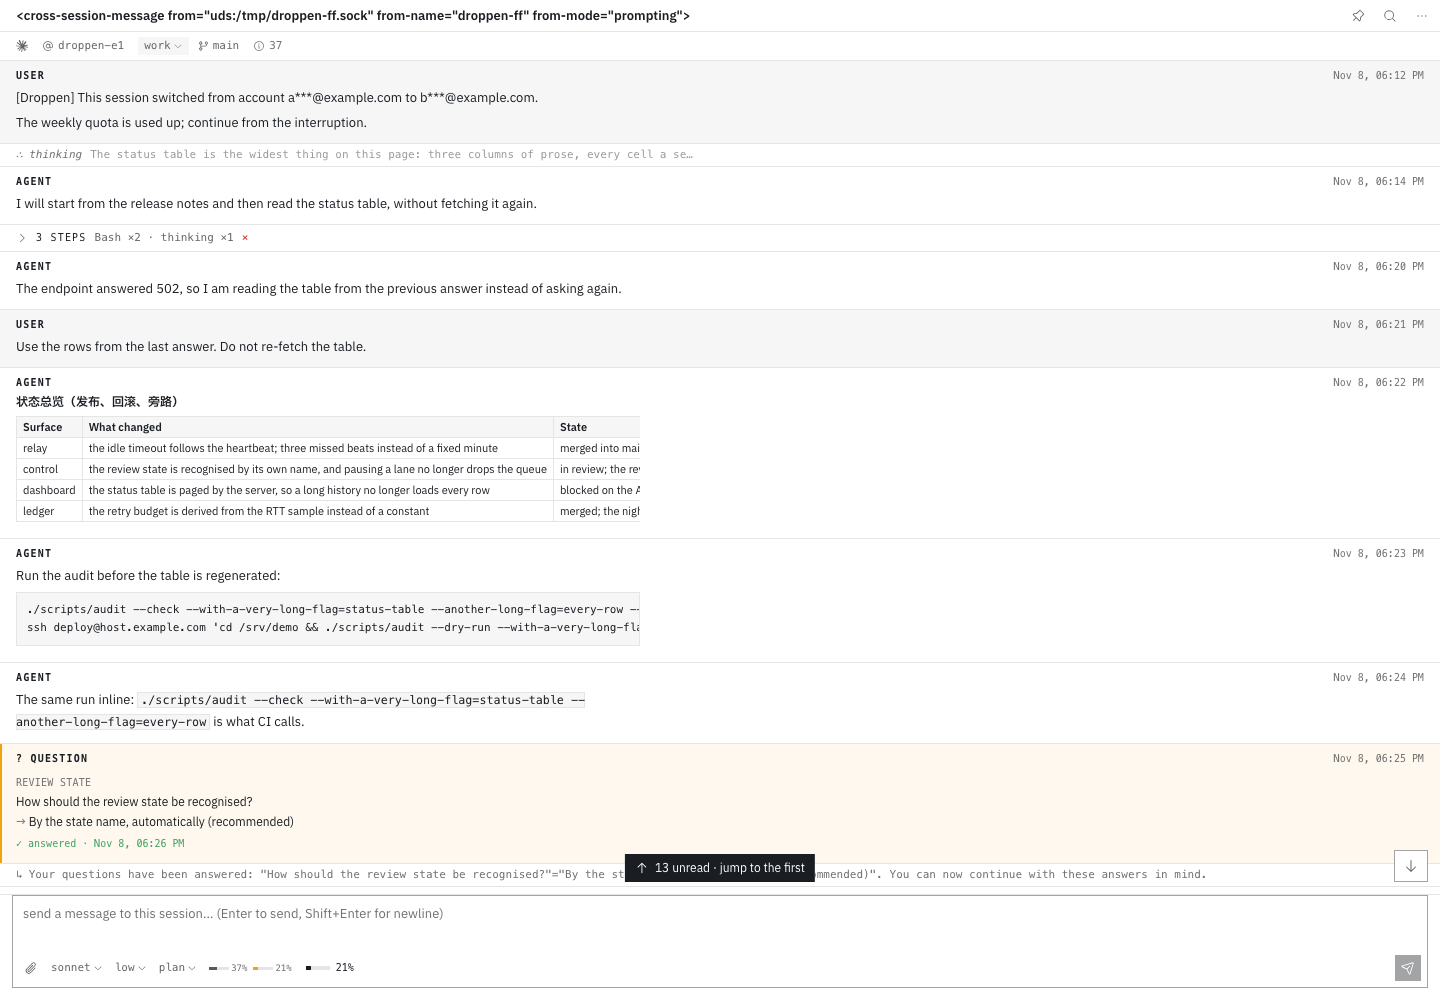 <cross-session-message from="uds:/tmp/droppen-ff.sock" from-name="droppen-ff" from-mode="prompting">
@ droppen-e1 work main 37
USER Nov 8, 06:12 PM
[Droppen] This session switched from account a***@example.com to b***@example.com.
The weekly quota is used up; continue from the interruption.
∴ thinking The status table is the widest thing on this page: three columns of prose, every cell a se…
AGENT Nov 8, 06:14 PM
I will start from the release notes and then read the status table, without fetching it again.
3 STEPS Bash ×2 · thinking ×1 ×
AGENT Nov 8, 06:20 PM
The endpoint answered 502, so I am reading the table from the previous answer instead of asking again.
USER Nov 8, 06:21 PM
Use the rows from the last answer. Do not re-fetch the table.
AGENT Nov 8, 06:22 PM
状态总览（发布、回滚、旁路）
Surface What changed State
relay the idle timeout follows the heartbeat; three missed beats instead of a fixed minute merged into mai
control the review state is recognised by its own name, and pausing a lane no longer drops the queue in review; the re
dashboard the status table is paged by the server, so a long history no longer loads every row blocked on the A
ledger the retry budget is derived from the RTT sample instead of a constant merged; the nigh
AGENT Nov 8, 06:23 PM
Run the audit before the table is regenerated:
./scripts/audit --check --with-a-very-long-flag=status-table --another-long-flag=every-row --
ssh deploy@host.example.com 'cd /srv/demo && ./scripts/audit --dry-run --with-a-very-long-fla
AGENT Nov 8, 06:24 PM
The same run inline: ./scripts/audit --check --with-a-very-long-flag=status-table --
another-long-flag=every-row is what CI calls.
? QUESTION Nov 8, 06:25 PM
REVIEW STATE
How should the review state be recognised?
→ By the state name, automatically (recommended)
✓ answered · Nov 8, 06:26 PM
↑ 13 unread · jump to the first
↳ Your questions have been answered: "How should the review state be recognised?"="By the st mmended)". You can now continue with these answers in mind.
send a message to this session... (Enter to send, Shift+Enter for newline)
sonnet low plan 37% 21% 21%